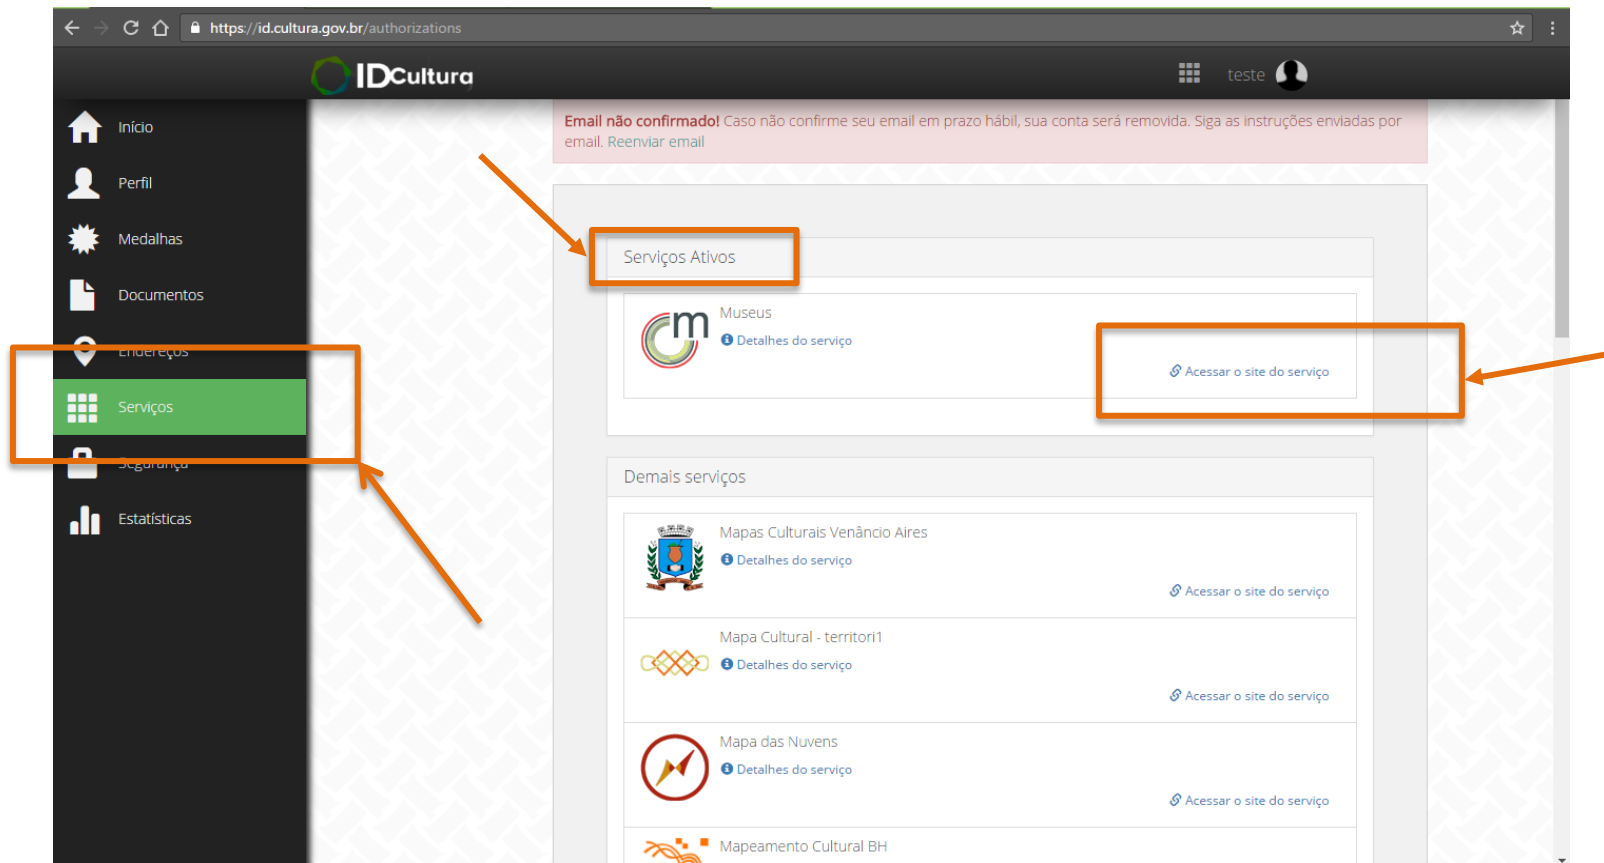 https://id.cultura.gov.br/authorizations
IDCultura
teste
Início
Perfil
Medalhas
Documentos
Endereços
Serviços
Segurança
Estatísticas
Email não confirmado! Caso não confirme seu email em prazo hábil, sua conta será removida. Siga as instruções enviadas por
email. Reenviar email
Serviços Ativos
m
Museus
Detalhes do serviço
Acessar o site do serviço
Demais serviços
Mapas Culturais Venâncio Aires
Detalhes do serviço
Acessar o site do serviço
Mapa Cultural - territori1
Detalhes do serviço
Acessar o site do serviço
Mapa das Nuvens
Detalhes do serviço
Acessar o site do serviço
Mapeamento Cultural BH